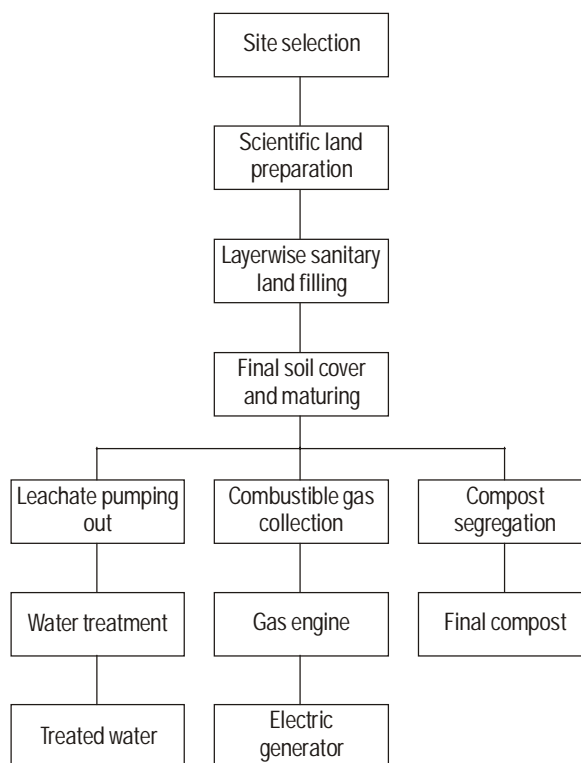 Site selection
Scientific land
preparation
Layerwise sanitary
land filling
Final soil cover
and maturing
Leachate pumping
out
Combustible gas
collection
Compost
segregation
Water treatment
Gas engine
Final compost
Treated water
Electric
generator